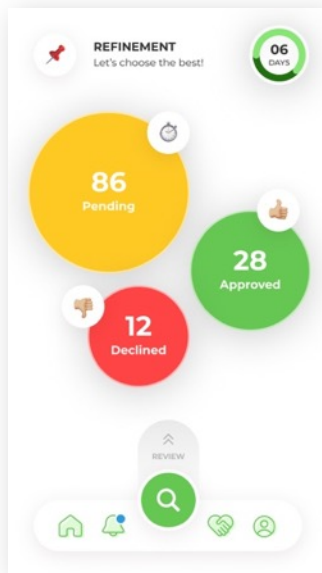 REFINEMENT
Let's choose the best!
06
DAYS
86
Pending
28
Approved
12
Declined
REVIEW